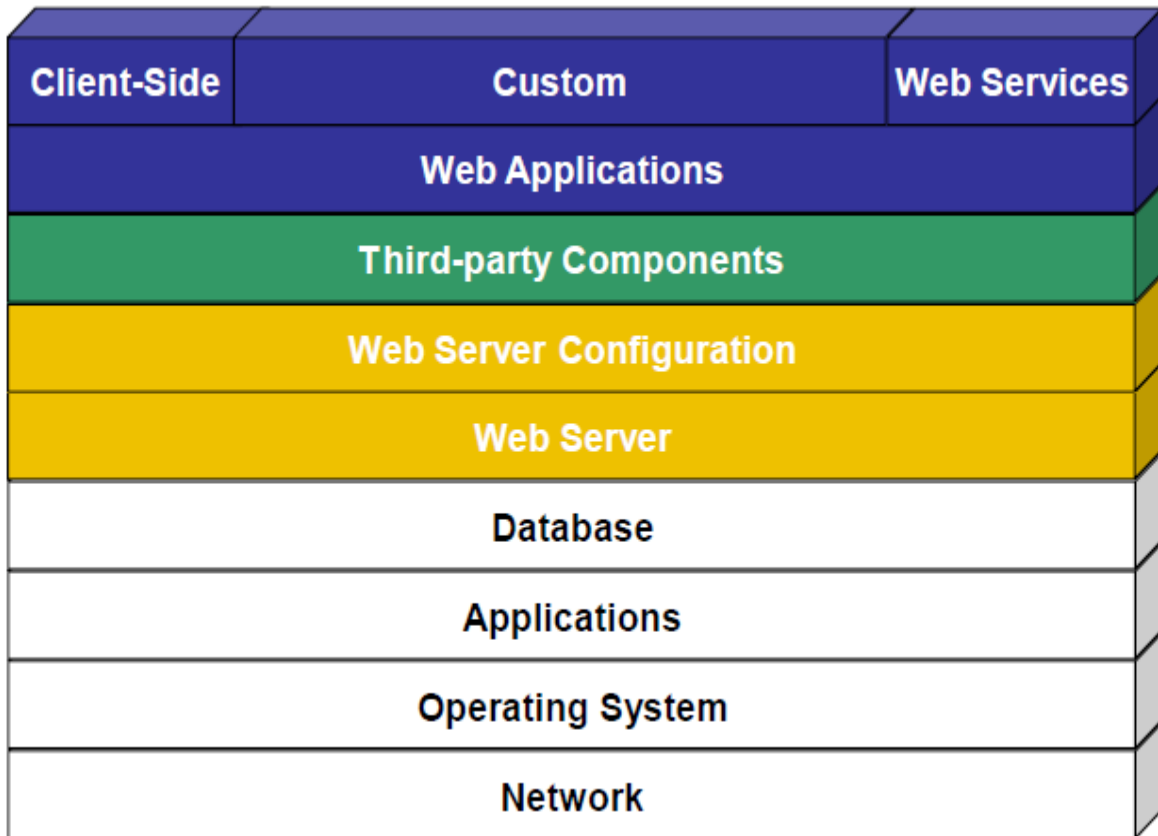 Client-Side
Custom
Web Services
Web Applications
Third-party Components
Web Server Configuration
Web Server
Database
Applications
Operating System
Network